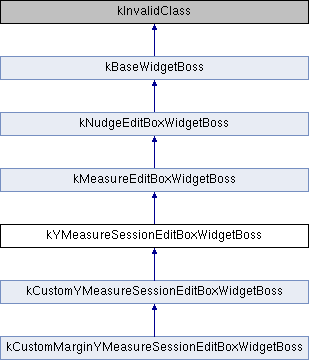 kInvalidClass
kBaseWidgetBoss
kNudgeEditBoxWidgetBoss
kMeasureEditBoxWidgetBoss
kYMeasureSessionEditBoxWidgetBoss
kCustomYMeasureSessionEditBoxWidgetBoss
kCustomMarginYMeasureSessionEditBoxWidgetBoss